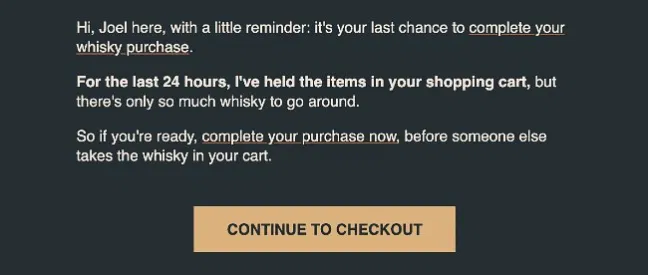 Hi, Joel here, with a little reminder: it's your last chance to complete your
whisky purchase.
For the last 24 hours, I've held the items in your shopping cart, but
there's only so much whisky to go around.
So if you're ready, complete your purchase now, before someone else
takes the whisky in your cart.
CONTINUE TO CHECKOUT